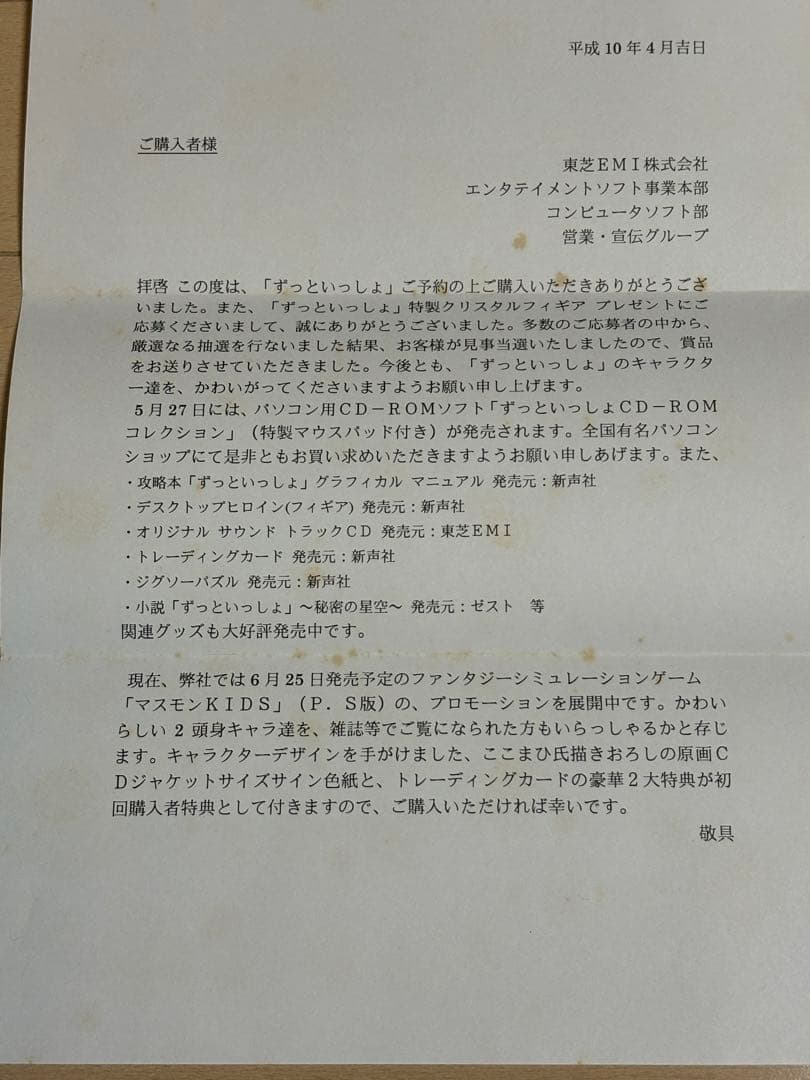 平成10年4月吉日
ご購入者様
東芝EMI株式会社
エンタテイメントソフト事業本部
コンピュータソフト部
営業・宣伝グループ
拝啓 この度は、「ずっといっしょ」ご予約の上ご購入いただきありがとうござ
いました。また、「ずっといっしょ」特製クリスタルフィギア プレゼントにご
応募くださいまして、誠にありがとうございました。多数のご応募者の中から、
厳選なる抽選を行ないました結果、お客様が見事当選いたしましたので、賞品
をお送りさせていただきました。今後とも、「ずっといっしょ」のキャラクタ
ー達を、かわいがってくださいますようお願い申し上げます。
5月27日には、パソコン用CD－ROMソフト「ずっといっしょCD－ROM
コレクション」（特製マウスパッド付き）が発売されます。全国有名パソコン
ショップにて是非ともお買い求めいただきますようお願い申しあげます。また、
・攻略本「ずっといっしょ」グラフィカル マニュアル 発売元：新声社
・デスクトップヒロイン(フィギア) 発売元：新声社
・オリジナル サウンド トラックCD 発売元：東芝EMI
・トレーディングカード 発売元：新声社
・ジグソーパズル 発売元：新声社
・小説「ずっといっしょ」～秘密の星空～ 発売元：ゼスト 等
関連グッズも大好評発売中です。
現在、弊社では6月25日発売予定のファンタジーシミュレーションゲーム
「マスモンKIDS」（P．S版）の、プロモーションを展開中です。かわい
らしい2頭身キャラ達を、雑誌等でご覧になられた方もいらっしゃるかと存じ
ます。キャラクターデザインを手がけました、ここまひ氏描きおろしの原画C
Dジャケットサイズサイン色紙と、トレーディングカードの豪華2大特典が初
回購入者特典として付きますので、ご購入いただければ幸いです。
敬具